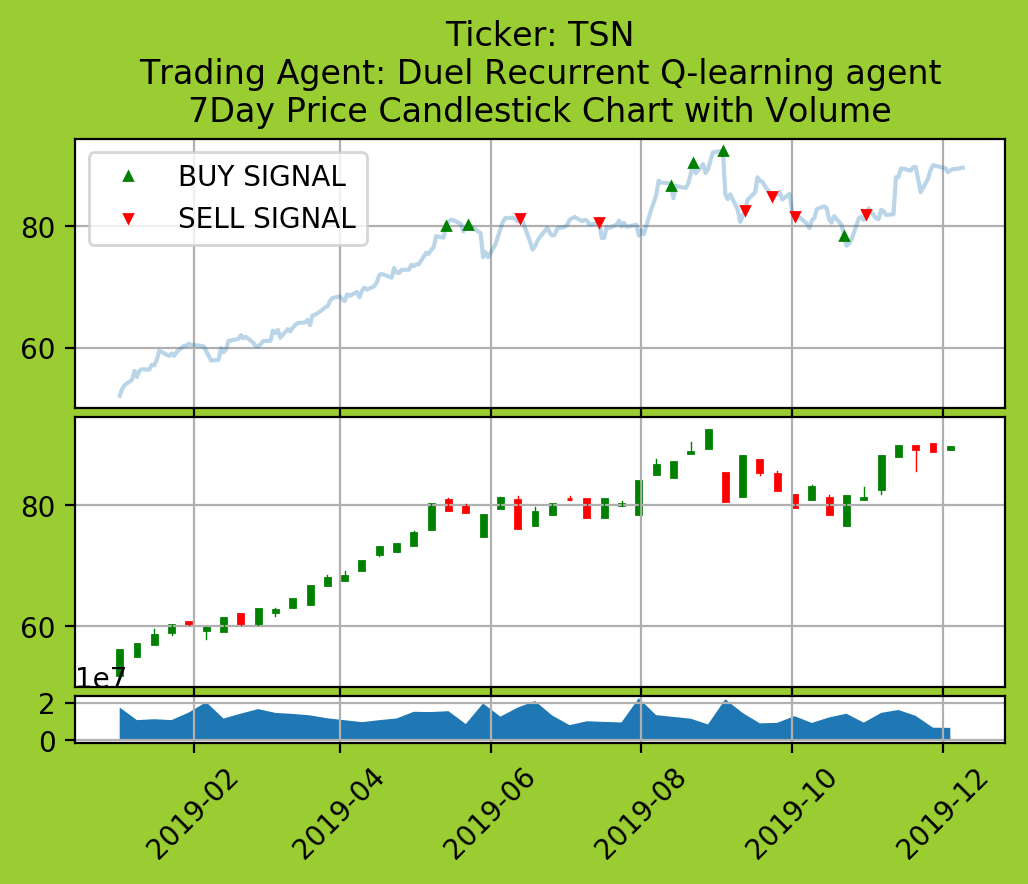 Ticker: TSN
Trading Agent: Duel Recurrent Q-learning agent
7Day Price Candlestick Chart with Volume
BUY SIGNAL
SELL SIGNAL
80
60
80
60
1e7
2
0
2019-02
2019-04
2019-06
2019-08
2019-10
2019-12